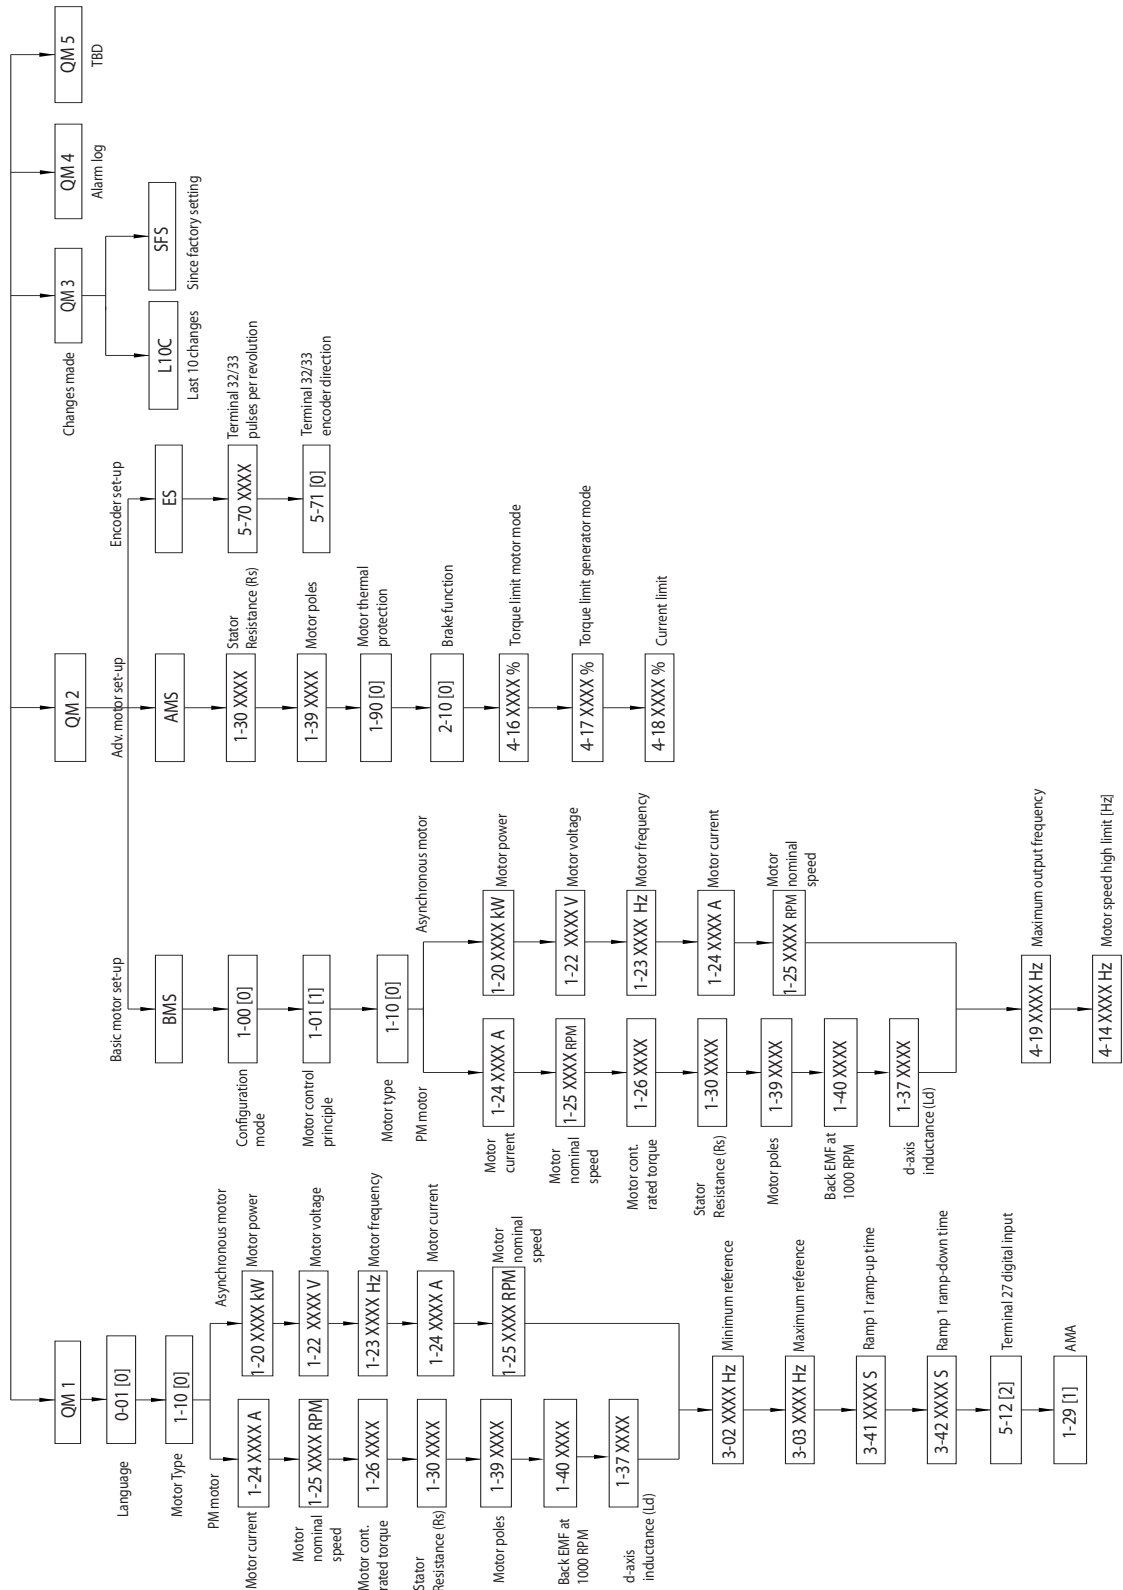 QM 1
0-01 [0]
Language
1-10 [0]
Motor Type
PM motor
Asynchronous motor
1-24 XXXX A
Motor current
1-25 XXXX RPM
Motor
nominal
speed
1-26 XXXX
Motor cont.
rated torque
1-30 XXXX
Stator
Resistance (Rs)
1-39 XXXX
Motor poles
1-40 XXXX
Back EMF at
1000 RPM
1-37 XXXX
d-axis
inductance (Ld)
1-20 XXXX kW
Motor power
1-22 XXXX V
Motor voltage
1-23 XXXX Hz
Motor frequency
1-24 XXXX A
Motor current
1-25 XXXX RPM
Motor
nominal
speed
3-02 XXXX Hz
Minimum reference
3-03 XXXX Hz
Maximum reference
3-41 XXXX S
Ramp 1 ramp-up time
3-42 XXXX S
Ramp 1 ramp-down time
5-12 [2]
Terminal 27 digital input
1-29 [1]
AMA
QM 2
Basic motor set-up
BMS
1-00 [0]
Configuration
mode
1-01 [1]
Motor control
principle
1-10 [0]
Motor type
PM motor
Asynchronous motor
1-24 XXXX A
Motor
current
1-25 XXXX RPM
Motor
nominal
speed
1-26 XXXX
Motor cont.
rated torque
1-30 XXXX
Stator
Resistance (Rs)
1-39 XXXX
Motor poles
1-40 XXXX
Back EMF at
1000 RPM
1-37 XXXX
d-axis
inductance (Ld)
1-20 XXXX kW
Motor power
1-22 XXXX V
Motor voltage
1-23 XXXX Hz
Motor frequency
1-24 XXXX A
Motor current
1-25 XXXX RPM
Motor
nominal
speed
4-19 XXXX Hz
Maximum output frequency
4-14 XXXX Hz
Motor speed high limit [Hz]
Adv. motor set-up
AMS
1-30 XXXX
Stator
Resistance (Rs)
1-39 XXXX
Motor poles
1-90 [0]
Motor thermal
protection
2-10 [0]
Brake function
4-16 XXXX %
Torque limit motor mode
4-17 XXXX %
Torque limit generator mode
4-18 XXXX %
Current limit
Encoder set-up
ES
5-70 XXXX
Terminal 32/33
pulses per revolution
5-71 [0]
Terminal 32/33
encoder direction
QM 3
Changes made
L10C
Last 10 changes
SFS
Since factory setting
QM 4
Alarm log
QM 5
TBD